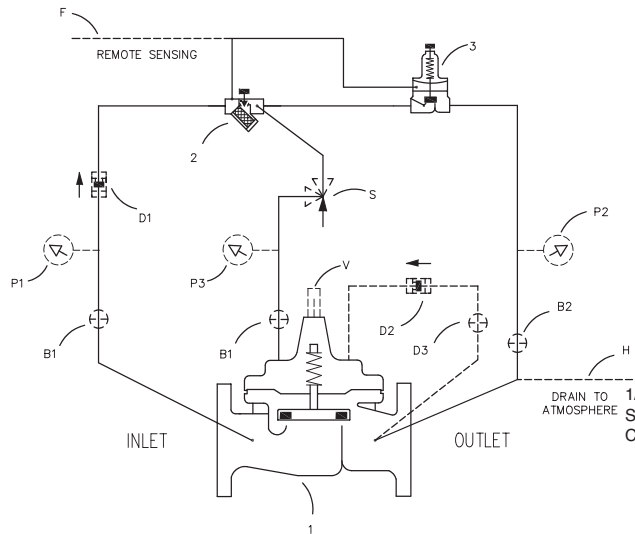 F
REMOTE SENSING
3
2
D1
S
P2
P1
P3
V
B1
B1
D2
D3
B2
H
DRAIN TO
ATMOSPHERE
INLET
OUTLET
S
1